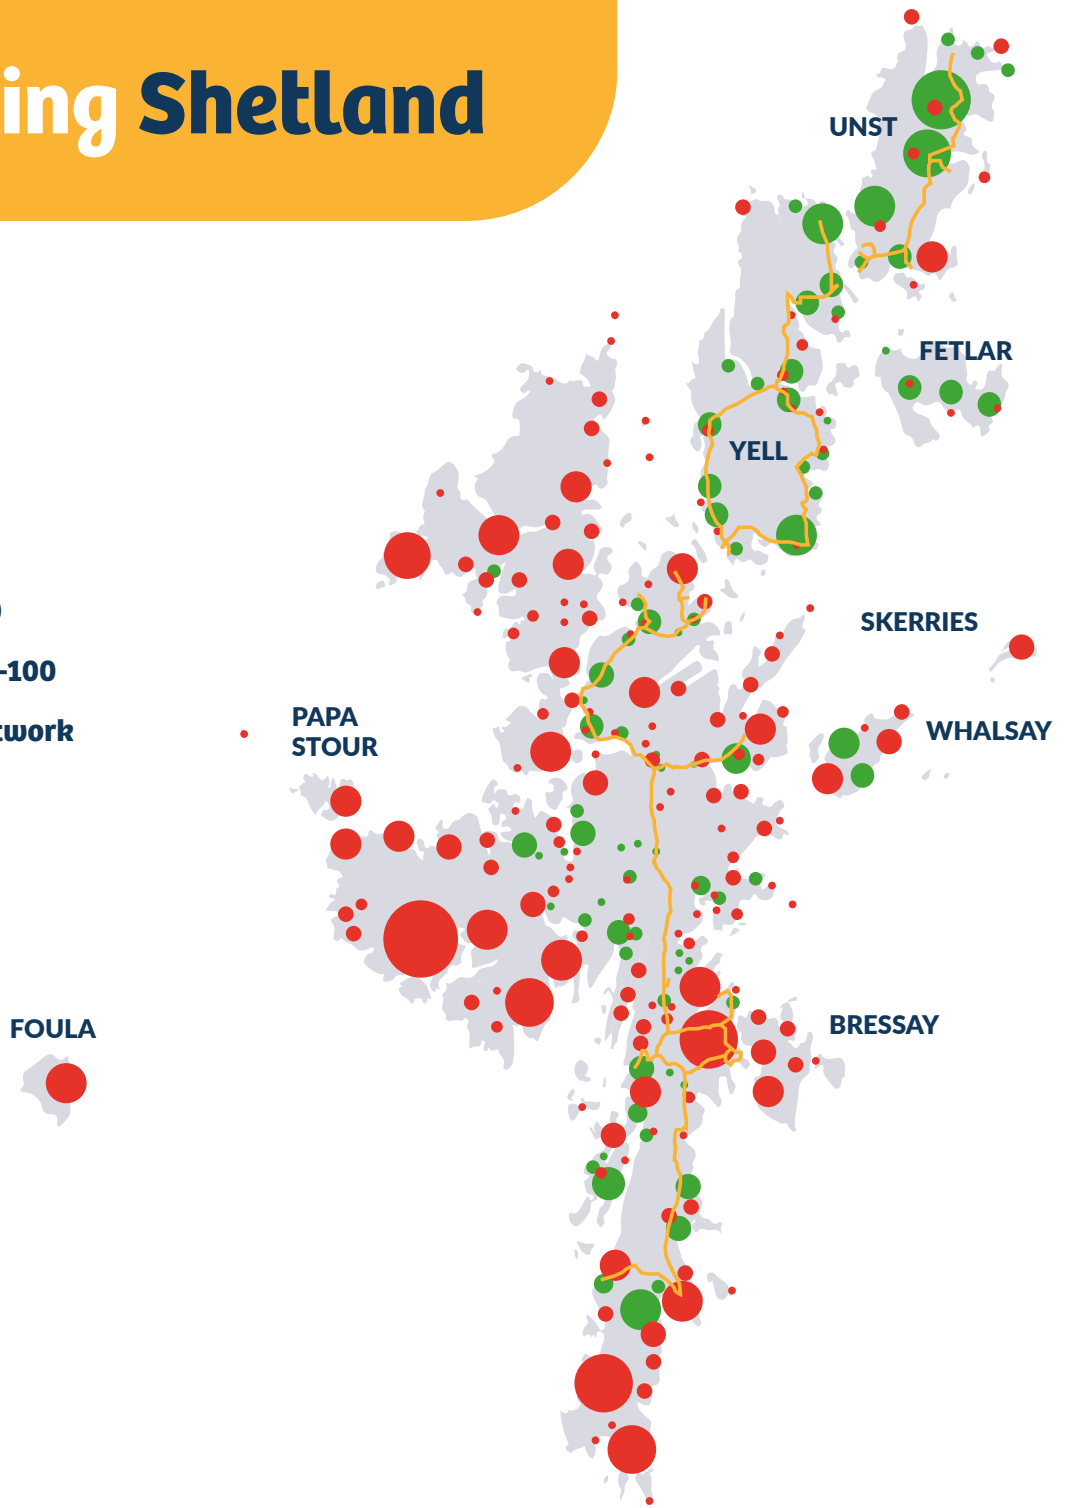 ing Shetland
UNST
FETLAR
YELL
SKERRIES
-100
PAPA
STOUR
twork
WHALSAY
FOULA
BRESSAY